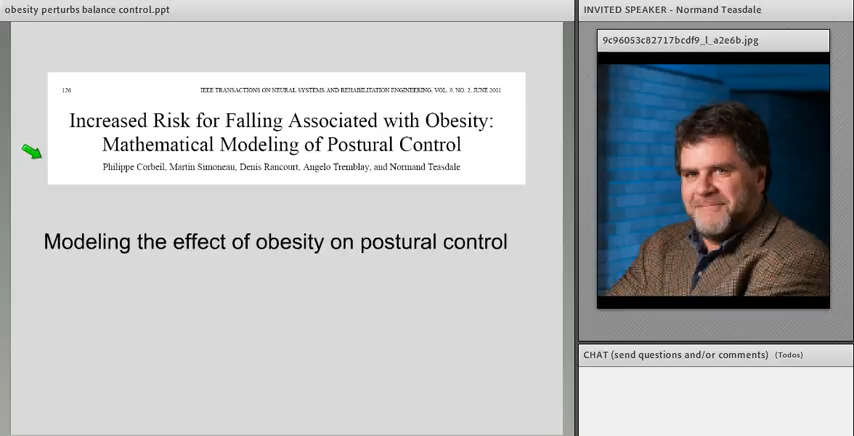 obesity perturbs balance control.ppt
126
IEEE TRANSACTIONS ON NEURAL SYSTEMS AND REHABILITATION ENGINEERING, VOL. 9, NO. 2, JUNE 2001
Increased Risk for Falling Associated with Obesity:
Mathematical Modeling of Postural Control
Philippe Corbeil, Martin Simoneau, Denis Rancourt, Angelo Tremblay, and Normand Teasdale
Modeling the effect of obesity on postural control
INVITED SPEAKER - Normand Teasdale
9c96053c82717bcdf9_l_a2e6b.jpg
CHAT (send questions and/or comments) (Todos)